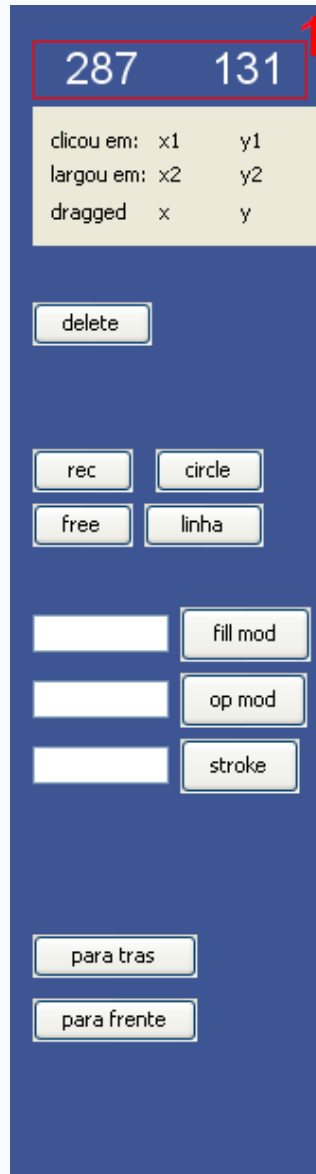 1
287 131
clicou em: x1 y1
largou em: x2 y2
dragged x y
delete
rec circle
free linha
fill mod
op mod
stroke
para tras
para frente